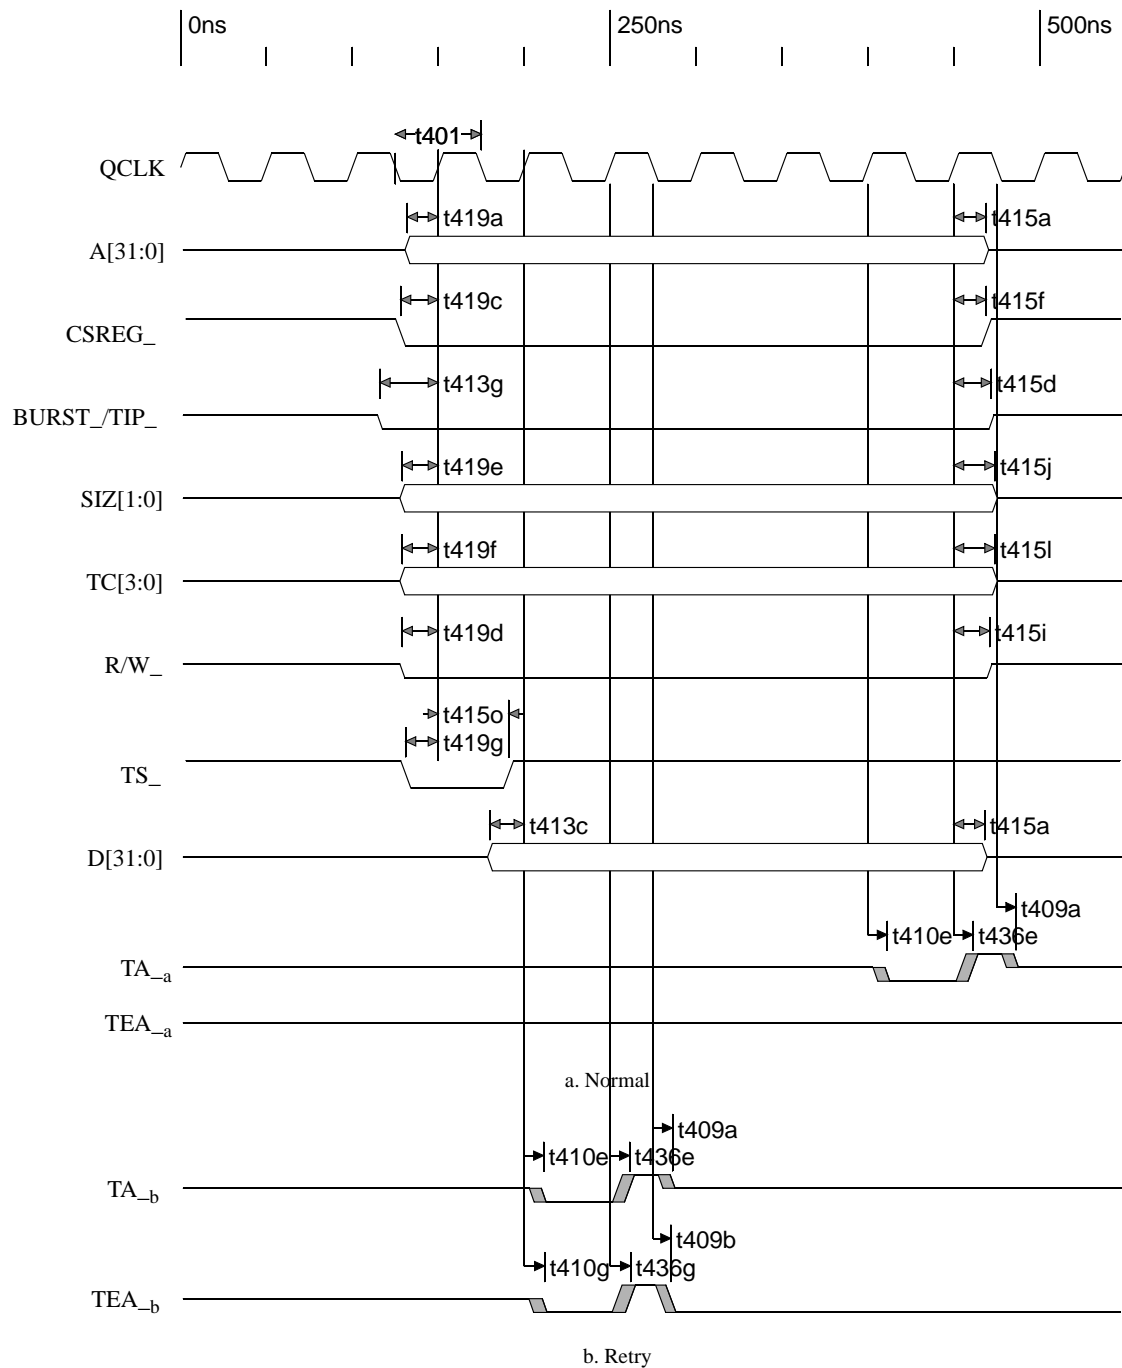 0ns 250ns 500ns
t401
QCLK
t419a t415a
A[31:0]
t419c t415f
CSREG_
t413g t415d
BURST_/TIP_
t419e t415j
SIZ[1:0]
t419f t415l
TC[3:0]
t419d t415i
R/W_
t415o
t419g
TS_
t413c t415a
D[31:0]
t409a
t410e t436e
TA_a
TEA_a
a. Normal
t409a
t410e t436e
TA_b
t409b
t410g t436g
TEA_b
b. Retry